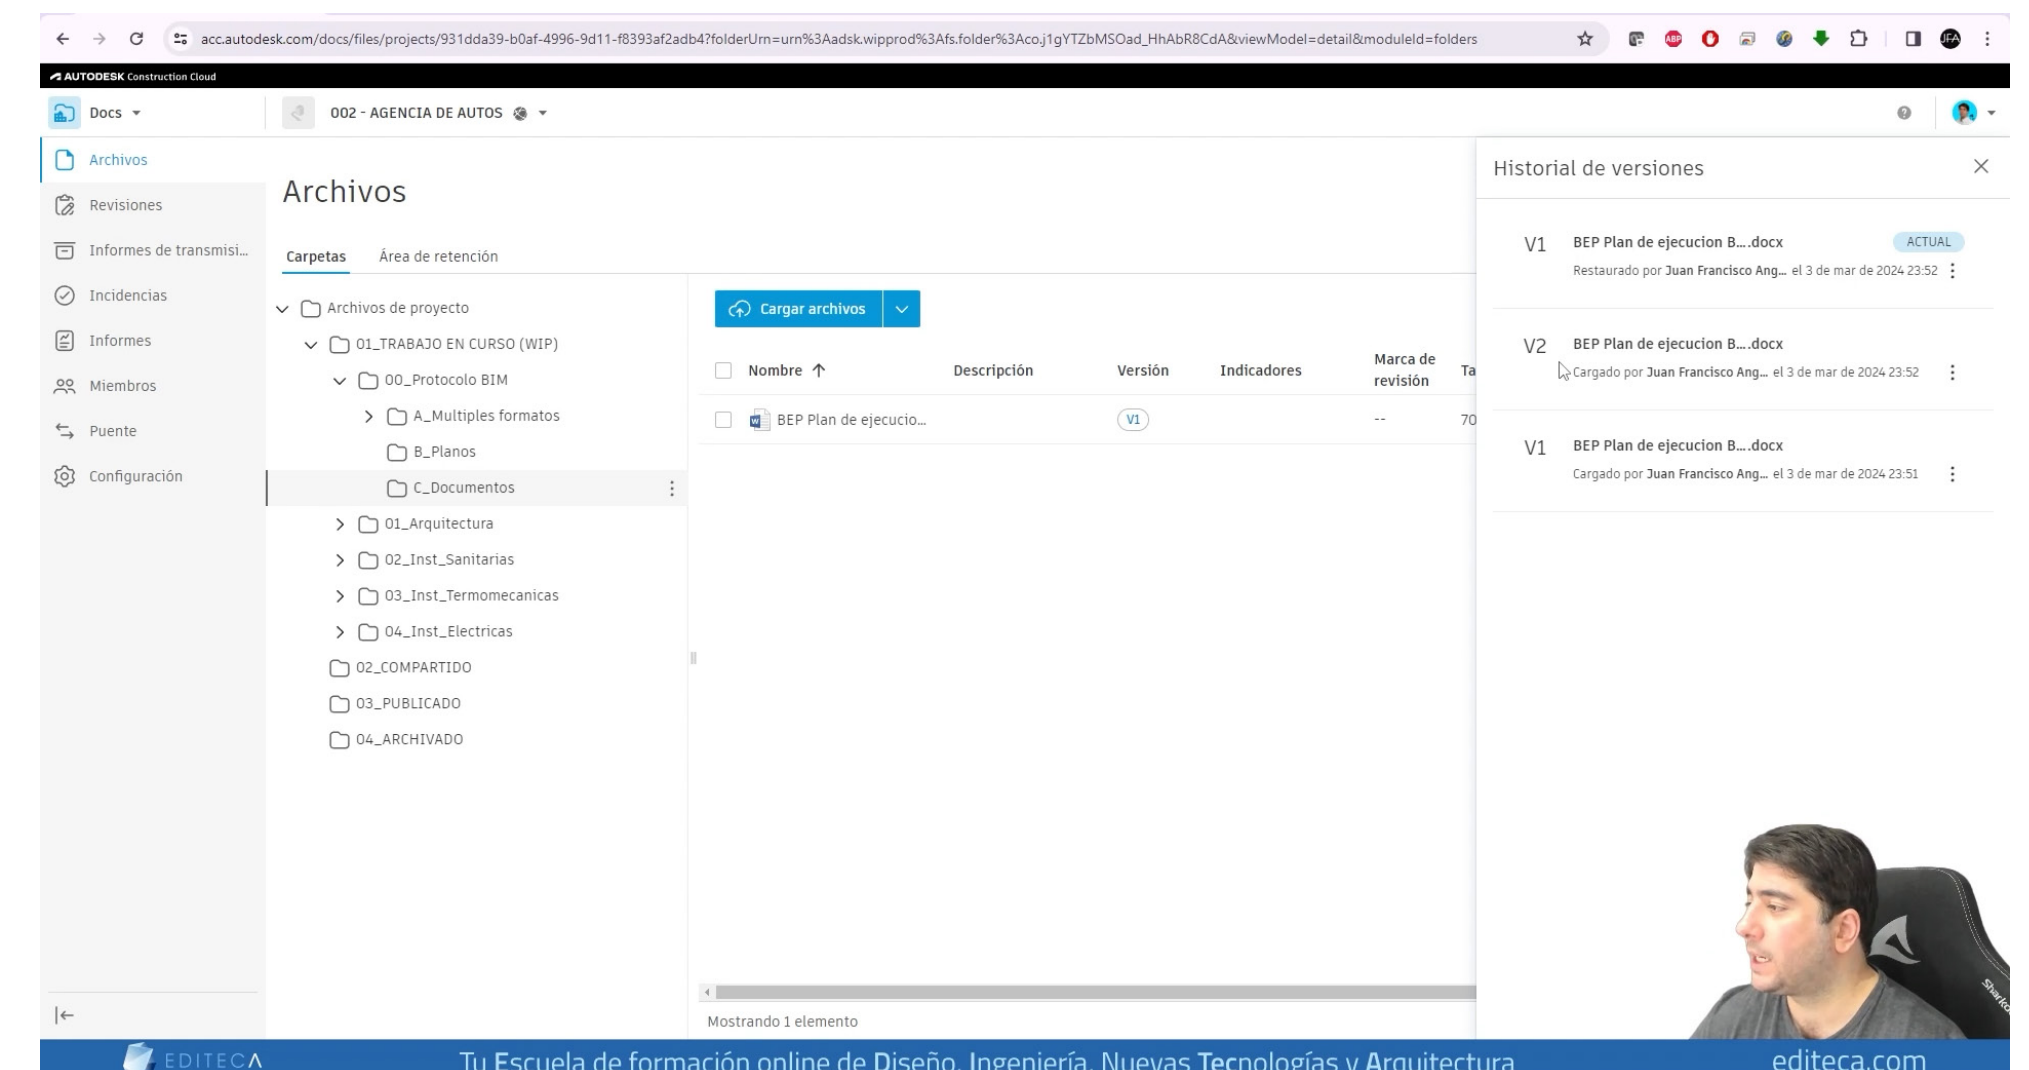 acc.autodesk.com/docs/files/projects/931dda39-b0af-4996-9d11-f8393af2adb4?folderUrn=urn%3Aadsk.wipprod%3Afs.folder%3Aco.j1gYTZbMSOad_HhAbR8CdA&viewModel=detail&moduleId=folders
ABP
JFA
AUTODESK Construction Cloud
Docs
002 - AGENCIA DE AUTOS
Archivos
Revisiones
Informes de transmisi...
Incidencias
Informes
Miembros
Puente
Configuración
Archivos
Carpetas Área de retención
Archivos de proyecto
01_TRABAJO EN CURSO (WIP)
00_Protocolo BIM
A_Multiples formatos
B_Planos
C_Documentos
01_Arquitectura
02_Inst_Sanitarias
03_Inst_Termomecanicas
04_Inst_Electricas
02_COMPARTIDO
03_PUBLICADO
04_ARCHIVADO
Cargar archivos
Nombre Descripción Versión Indicadores Marca de revisión Ta
BEP Plan de ejecucio... V1 -- 70
Mostrando 1 elemento
Historial de versiones
V1 BEP Plan de ejecucion B....docx ACTUAL
Restaurado por Juan Francisco Ang... el 3 de mar de 2024 23:52
V2 BEP Plan de ejecucion B....docx
Cargado por Juan Francisco Ang... el 3 de mar de 2024 23:52
V1 BEP Plan de ejecucion B....docx
Cargado por Juan Francisco Ang... el 3 de mar de 2024 23:51
EDITECA
Tu Escuela de formación online de Diseño, Ingeniería, Nuevas Tecnologías y Arquitectura
editeca.com